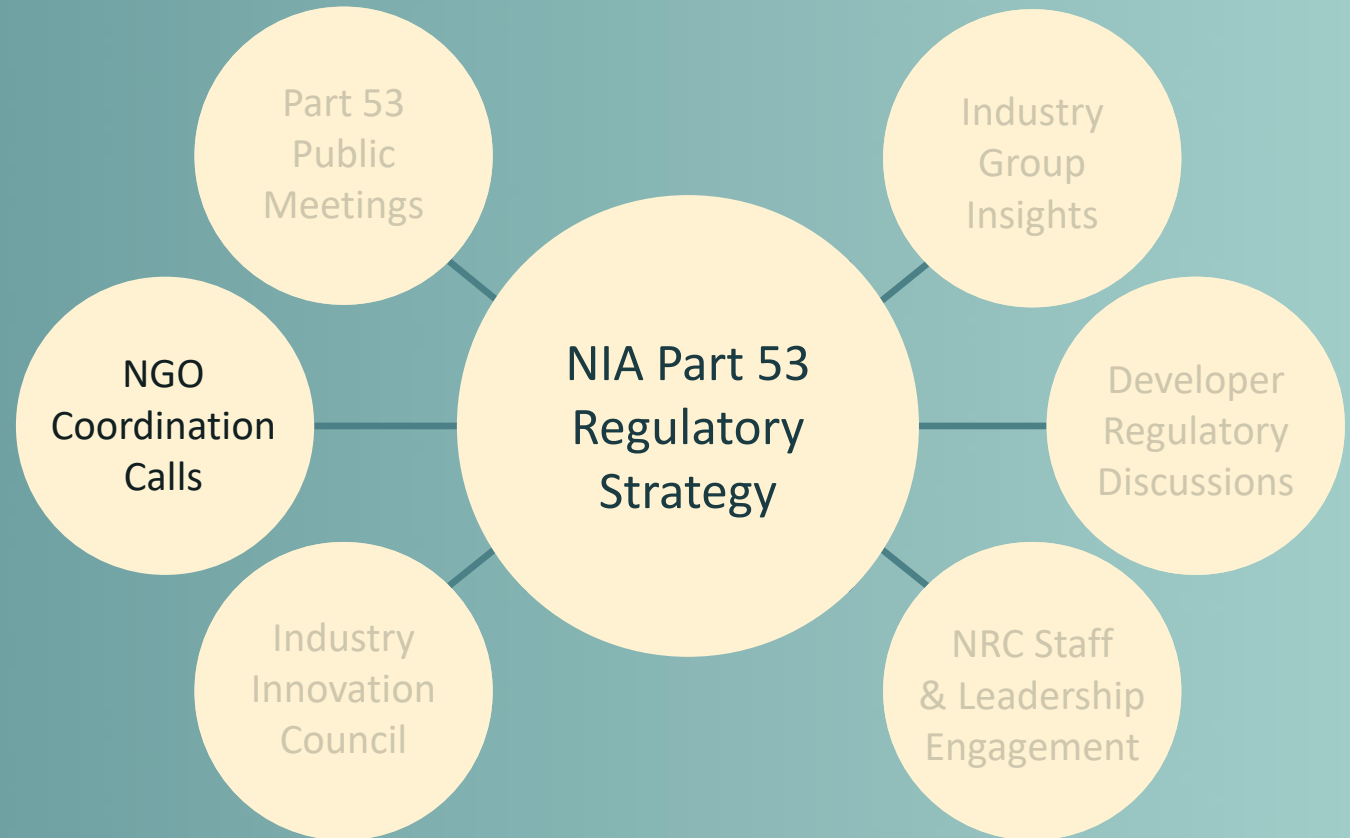 Part 53
Public
Meetings
Industry
Group
Insights
NGO
Coordination
Calls
NIA Part 53
Regulatory
Strategy
Developer
Regulatory
Discussions
Industry
Innovation
Council
NRC Staff
& Leadership
Engagement